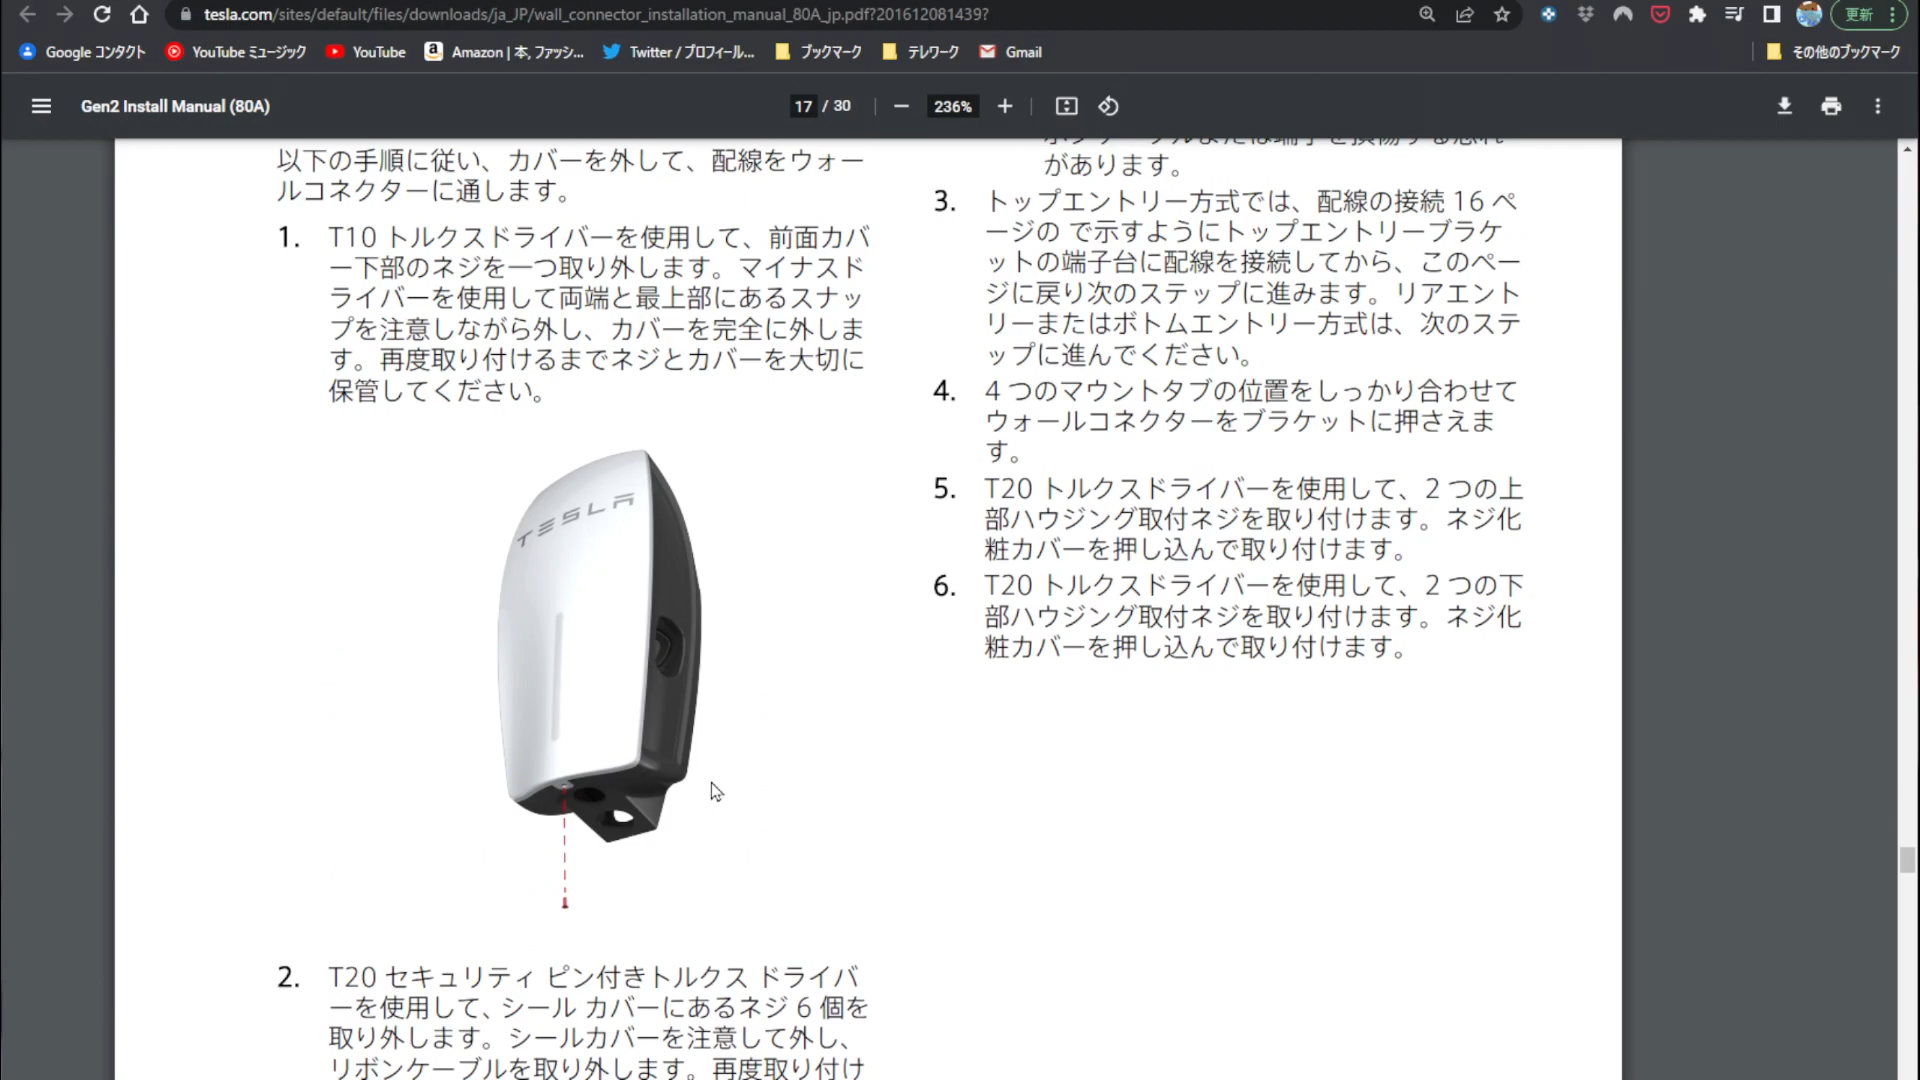 tesla.com/sites/default/files/downloads/ja_JP/wall_connector_installation_manual_80A_jp.pdf?201612081439?
更新
Google コンタクト
YouTube ミュージック
YouTube
Amazon | 本, ファッシ...
Twitter / プロフィール...
ブックマーク
テレワーク
Gmail
その他のブックマーク
Gen2 Install Manual (80A)
17 / 30
236%
以下の手順に従い、カバーを外して、配線をウォー
ルコネクターに通します。
1. T10 トルクスドライバーを使用して、前面カバ
ー下部のネジを一つ取り外します。マイナスド
ライバーを使用して両端と最上部にあるスナッ
プを注意しながら外し、カバーを完全に外しま
す。再度取り付けるまでネジとカバーを大切に
保管してください。
TESLA
2. T20 セキュリティ ピン付きトルクス ドライバ
ーを使用して、シール カバーにあるネジ 6 個を
取り外します。シールカバーを注意して外し、
リボンケーブルを取り外します。再度取り付け
があります。
3. トップエントリー方式では、配線の接続 16 ペ
ージの で示すようにトップエントリーブラケ
ットの端子台に配線を接続してから、このペー
ジに戻り次のステップに進みます。リアエント
リーまたはボトムエントリー方式は、次のステ
ップに進んでください。
4. 4 つのマウントタブの位置をしっかり合わせて
ウォールコネクターをブラケットに押さえま
す。
5. T20 トルクスドライバーを使用して、2 つの上
部ハウジング取付ネジを取り付けます。ネジ化
粧カバーを押し込んで取り付けます。
6. T20 トルクスドライバーを使用して、2 つの下
部ハウジング取付ネジを取り付けます。ネジ化
粧カバーを押し込んで取り付けます。